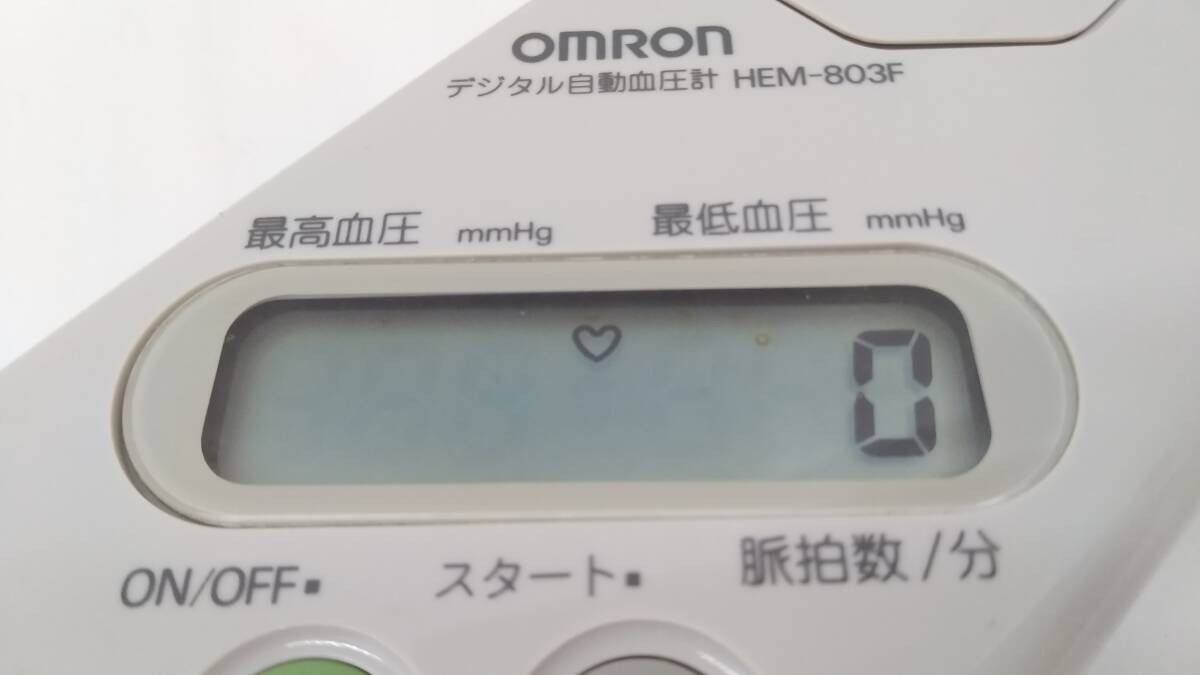 OMRON
デジタル自動血圧計 HEM-803F
最高血圧 mmHg 最低血圧 mmHg
0
ON/OFF スタート 脈拍数/分